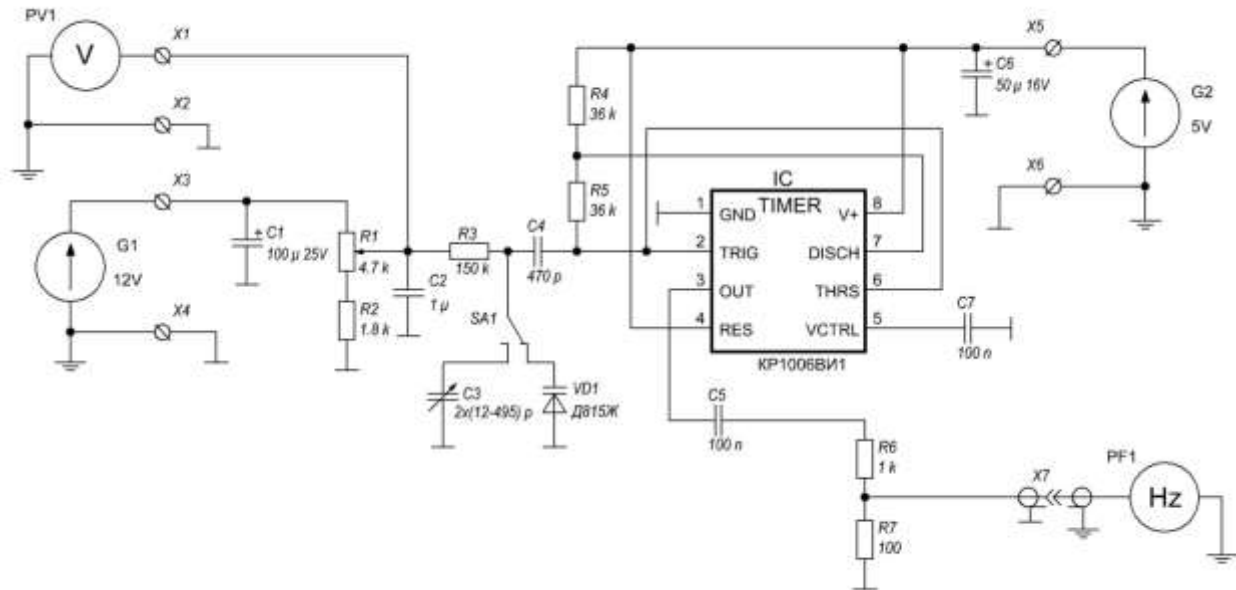 PV1
V
X1
X2
X3
G1
12V
X4
C1
100 µ 25V
R1
4.7 k
R2
1.8 k
C2
1 µ
R3
150 k
C4
470 p
SA1
C3
2x(12-495) p
VD1
Д815Ж
R4
36 k
R5
36 k
IC
TIMER
1
GND
2
TRIG
3
OUT
4
RES
8
V+
7
DISCH
6
THRS
5
VCTRL
КР1006ВИ1
C5
100 n
C6
50 µ 16V
C7
100 n
X5
G2
5V
X6
R6
1 k
R7
100
X7
PF1
Hz